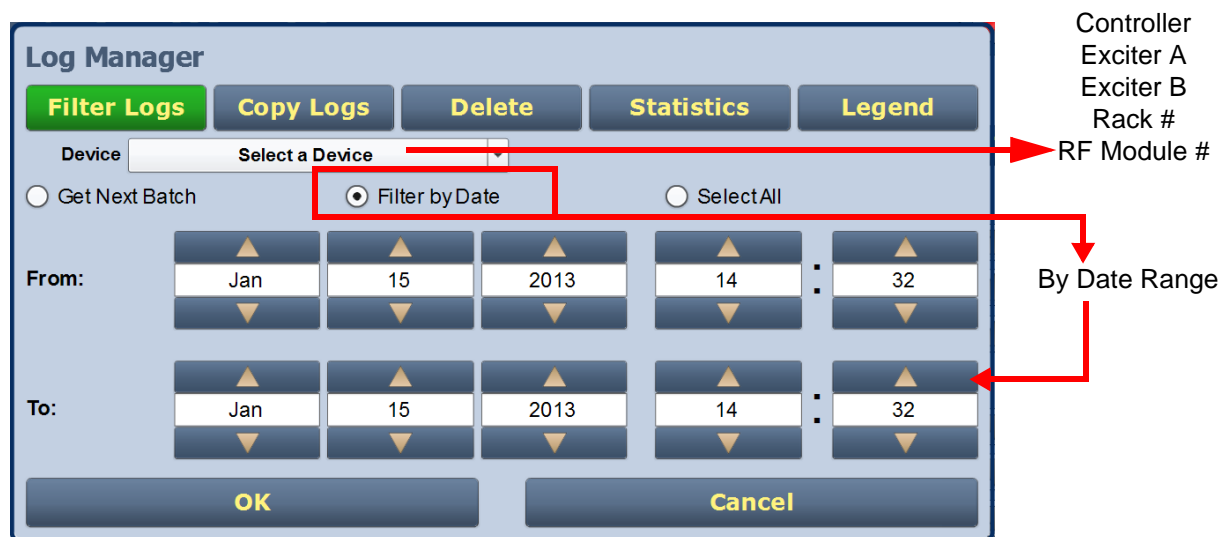 Controller
Exciter A
Exciter B
Rack #
RF Module #
Log Manager
Filter Logs Copy Logs Delete Statistics Legend
Device Select a Device
Get Next Batch Filter by Date Select All
From: Jan 15 2013 14 : 32
By Date Range
To: Jan 15 2013 14 : 32
OK Cancel